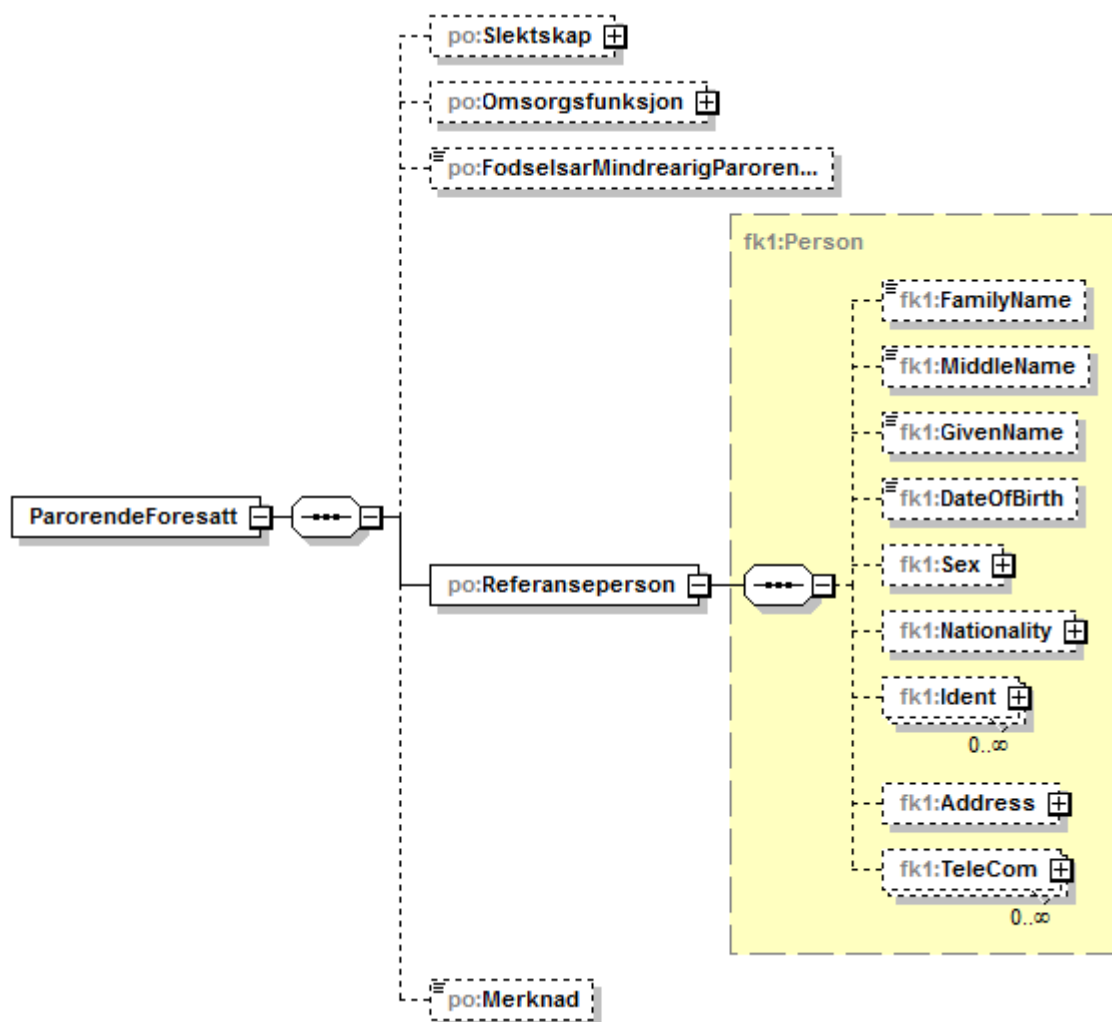 po:Slektskap
po:Omsorgsfunksjon
po:FodselsarMindrearigParoren...
fk1:Person
fk1:FamilyName
fk1:MiddleName
fk1:GivenName
fk1:DateOfBirth
ParorendeForesatt
po:Referanseperson
fk1:Sex
fk1:Nationality
fk1:Ident
0..∞
fk1:Address
fk1:TeleCom
0..∞
po:Merknad